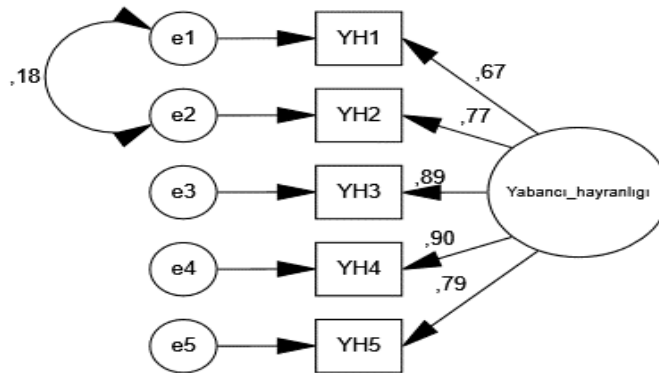 e1
YH1
,67
,18
e2
YH2
,77
e3
YH3
,89
Yabancı_hayranlıgı
e4
YH4
,90
,79
e5
YH5